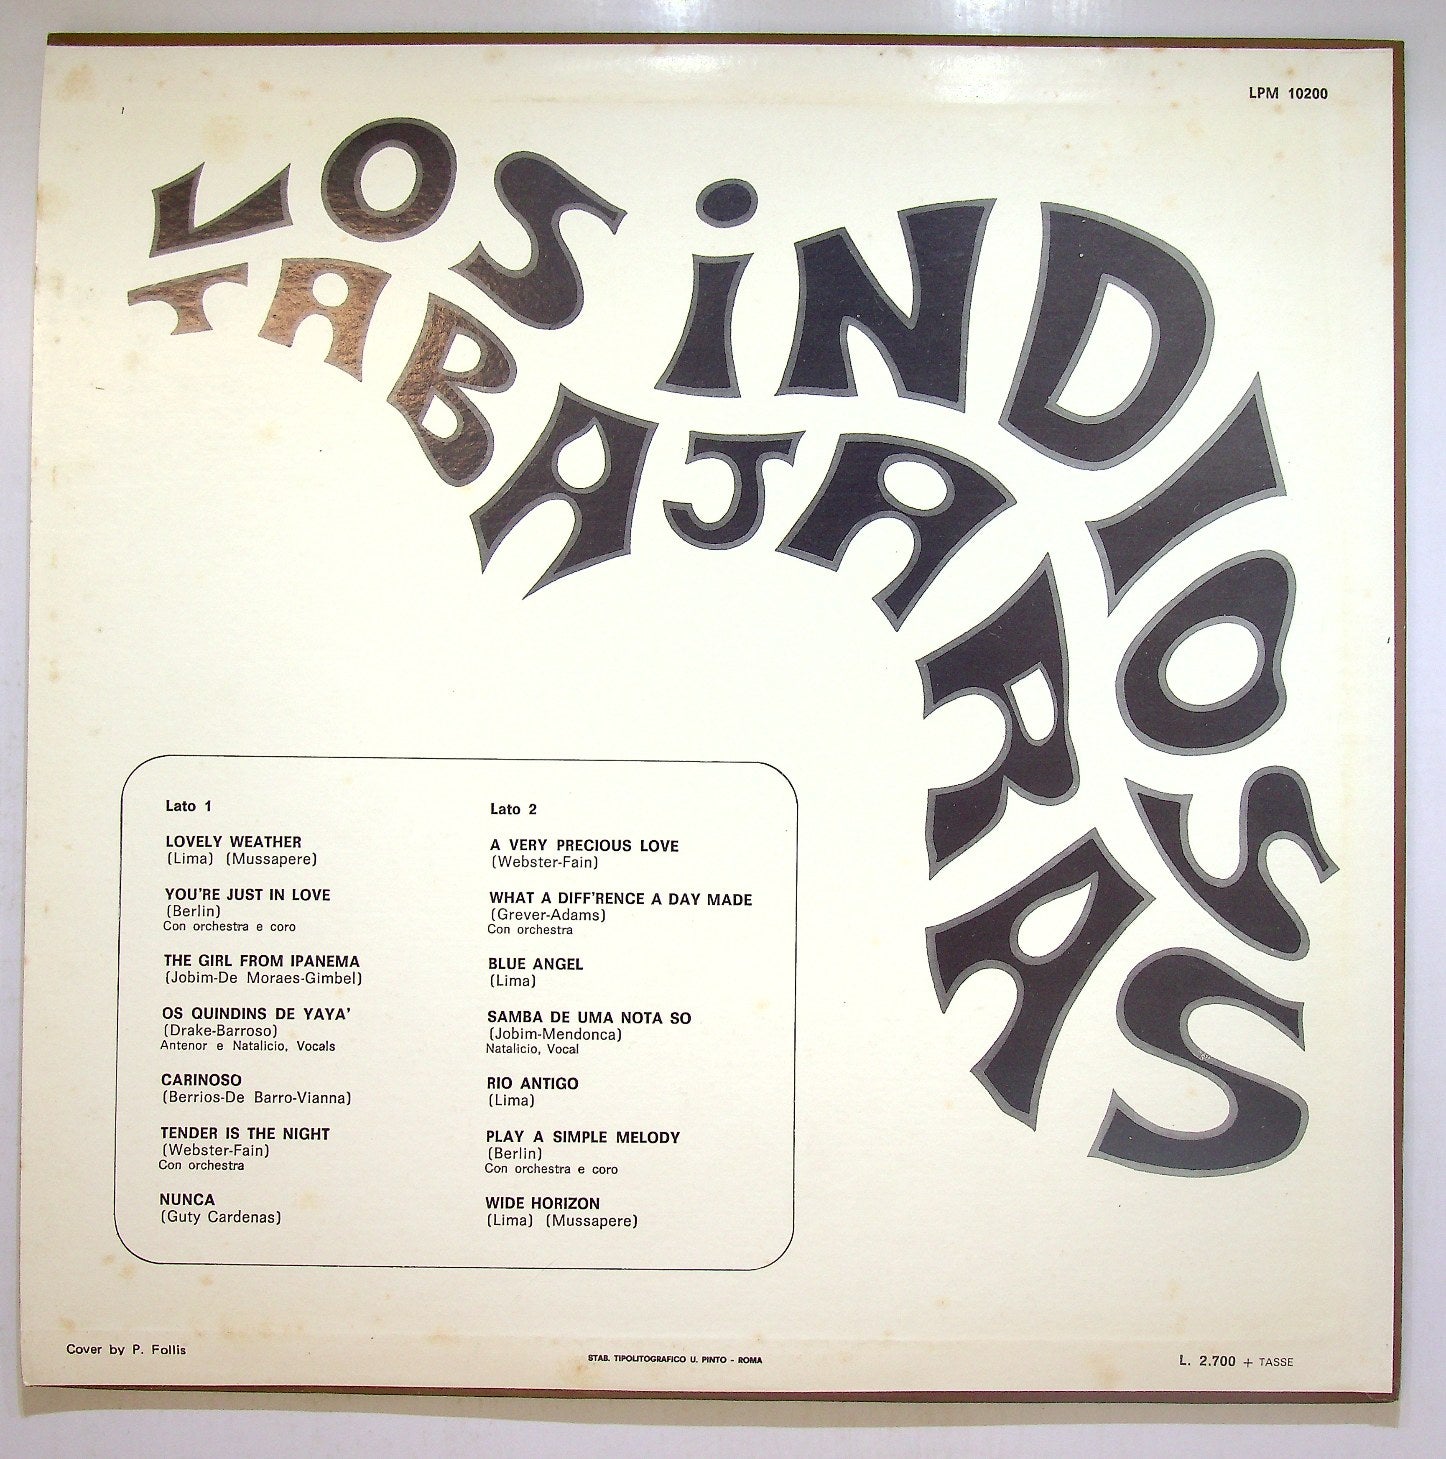 LPM 10200
LOS iNDIOS
TABAJARAS
Lato 1
LOVELY WEATHER
(Lima) (Mussapere)
YOU'RE JUST IN LOVE
(Berlin)
Con orchestra e coro
THE GIRL FROM IPANEMA
(Jobim-De Moraes-Gimbel)
OS QUINDINS DE YAYA'
(Drake-Barroso)
Antenor e Natalicio, Vocals
CARINOSO
(Berrios-De Barro-Vianna)
TENDER IS THE NIGHT
(Webster-Fain)
Con orchestra
NUNCA
(Guty Cardenas)
Lato 2
A VERY PRECIOUS LOVE
(Webster-Fain)
WHAT A DIFF'RENCE A DAY MADE
(Grever-Adams)
Con orchestra
BLUE ANGEL
(Lima)
SAMBA DE UMA NOTA SO
(Jobim-Mendonca)
Natalicio, Vocal
RIO ANTIGO
(Lima)
PLAY A SIMPLE MELODY
(Berlin)
Con orchestra e coro
WIDE HORIZON
(Lima) (Mussapere)
Cover by P. Follis
STAB. TIPOLITOGRAFICO U. PINTO - ROMA
L. 2.700 + TASSE